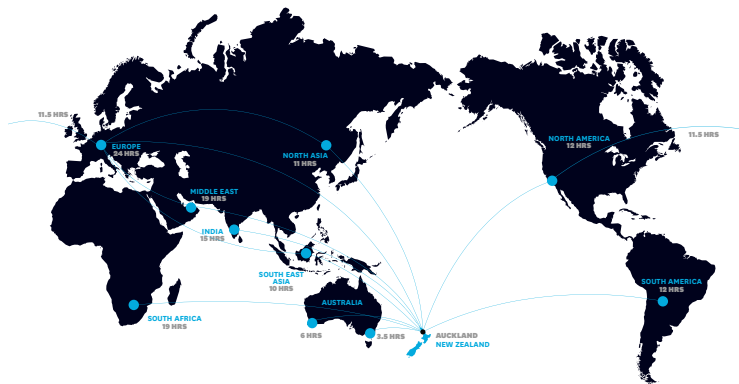 11.5 HRS
EUROPE
24 HRS
NORTH ASIA
11 HRS
NORTH AMERICA
12 HRS
11.5 HRS
MIDDLE EAST
19 HRS
INDIA
15 HRS
SOUTH EAST
ASIA
10 HRS
SOUTH AMERICA
12 HRS
AUSTRALIA
SOUTH AFRICA
19 HRS
6 HRS
3.5 HRS
AUCKLAND
NEW ZEALAND